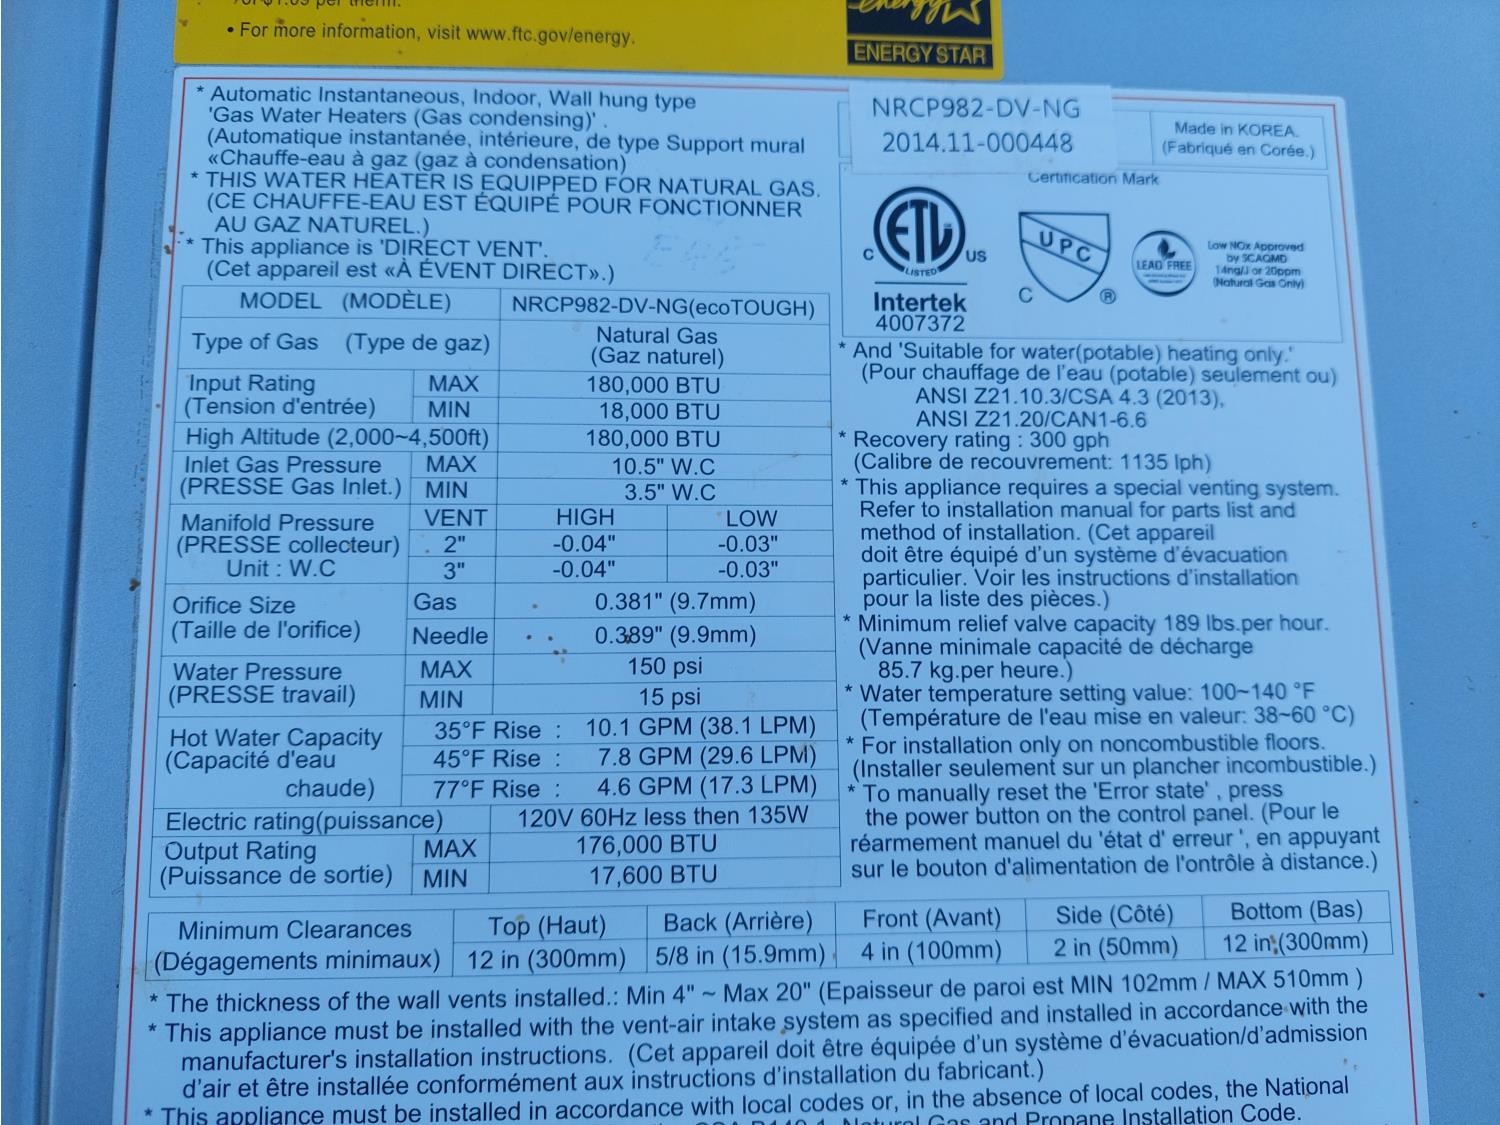 • For more information, visit www.ftc.gov/energy.
ENERGY STAR
* Automatic Instantaneous, Indoor, Wall hung type
'Gas Water Heaters (Gas condensing)' .
(Automatique instantanée, intérieure, de type Support mural
«Chauffe-eau à gaz (gaz à condensation)
* THIS WATER HEATER IS EQUIPPED FOR NATURAL GAS.
(CE CHAUFFE-EAU EST ÉQUIPÉ POUR FONCTIONNER
AU GAZ NATUREL.)
* This appliance is 'DIRECT VENT'.
(Cet appareil est «À ÉVENT DIRECT».)
MODEL (MODÈLE) NRCP982-DV-NG(ecoTOUGH)
Type of Gas (Type de gaz) Natural Gas
(Gaz naturel)
Input Rating MAX 180,000 BTU
(Tension d'entrée) MIN 18,000 BTU
High Altitude (2,000~4,500ft) 180,000 BTU
Inlet Gas Pressure MAX 10.5" W.C
(PRESSE Gas Inlet.) MIN 3.5" W.C
Manifold Pressure VENT HIGH LOW
(PRESSE collecteur) 2" -0.04" -0.03"
Unit : W.C 3" -0.04" -0.03"
Orifice Size Gas 0.381" (9.7mm)
(Taille de l'orifice) Needle 0.389" (9.9mm)
Water Pressure MAX 150 psi
(PRESSE travail) MIN 15 psi
Hot Water Capacity 35°F Rise : 10.1 GPM (38.1 LPM)
(Capacité d'eau 45°F Rise : 7.8 GPM (29.6 LPM)
chaude) 77°F Rise : 4.6 GPM (17.3 LPM)
Electric rating(puissance) 120V 60Hz less then 135W
Output Rating MAX 176,000 BTU
(Puissance de sortie) MIN 17,600 BTU
NRCP982-DV-NG
2014.11-000448
Made in KOREA.
(Fabriqué en Corée.)
Certification Mark
ETL
C US
LISTED
Intertek
4007372
UPC
C ®
LEAD FREE
Low NOx Approved
by SCAQMD
14ng/J or 20ppm
(Natural Gas Only)
* And 'Suitable for water(potable) heating only.'
(Pour chauffage de l'eau (potable) seulement ou)
ANSI Z21.10.3/CSA 4.3 (2013),
ANSI Z21.20/CAN1-6.6
* Recovery rating : 300 gph
(Calibre de recouvrement: 1135 lph)
* This appliance requires a special venting system.
Refer to installation manual for parts list and
method of installation. (Cet appareil
doit être équipé d'un système d'évacuation
particulier. Voir les instructions d'installation
pour la liste des pièces.)
* Minimum relief valve capacity 189 lbs.per hour.
(Vanne minimale capacité de décharge
85.7 kg.per heure.)
* Water temperature setting value: 100~140 °F
(Température de l'eau mise en valeur: 38~60 °C)
* For installation only on noncombustible floors.
(Installer seulement sur un plancher incombustible.)
* To manually reset the 'Error state' , press
the power button on the control panel. (Pour le
réarmement manuel du 'état d' erreur ', en appuyant
sur le bouton d'alimentation de l'ontrôle à distance.)
Minimum Clearances Top (Haut) Back (Arrière) Front (Avant) Side (Côté) Bottom (Bas)
(Dégagements minimaux) 12 in (300mm) 5/8 in (15.9mm) 4 in (100mm) 2 in (50mm) 12 in (300mm)
* The thickness of the wall vents installed.: Min 4" ~ Max 20" (Epaisseur de paroi est MIN 102mm / MAX 510mm )
* This appliance must be installed with the vent-air intake system as specified and installed in accordance with the
manufacturer's installation instructions. (Cet appareil doit être équipée d'un système d'évacuation/d'admission
d'air et être installée conformément aux instructions d'installation du fabricant.)
* This appliance must be installed in accordance with local codes or, in the absence of local codes, the National
Natural Gas and Propane Installation Code.